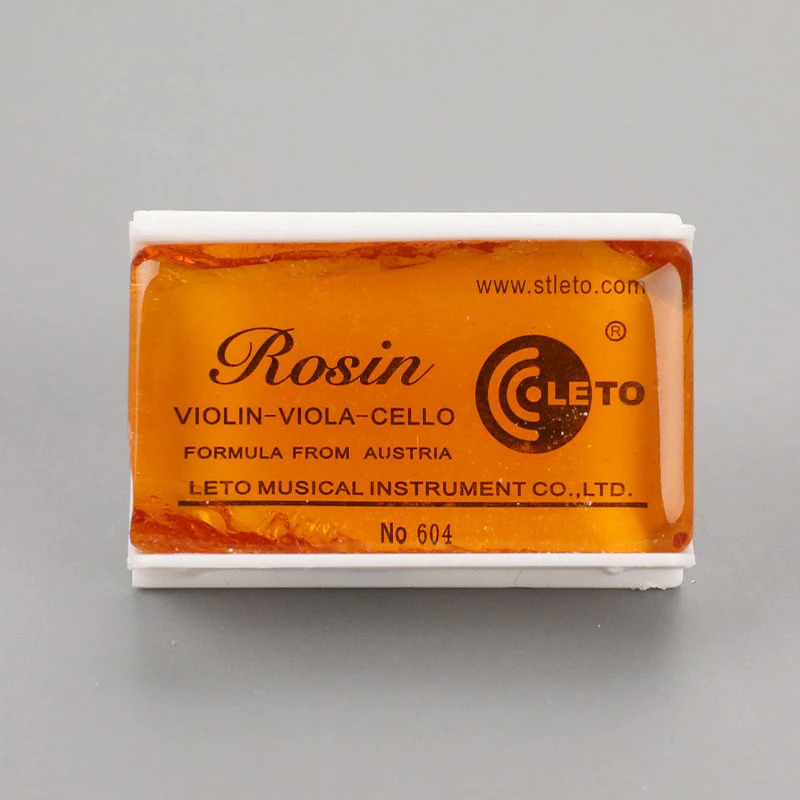 www.stleto.com
®
Rosin
LETO
VIOLIN-VIOLA-CELLO
FORMULA FROM AUSTRIA
LETO MUSICAL INSTRUMENT CO.,LTD.
No 604